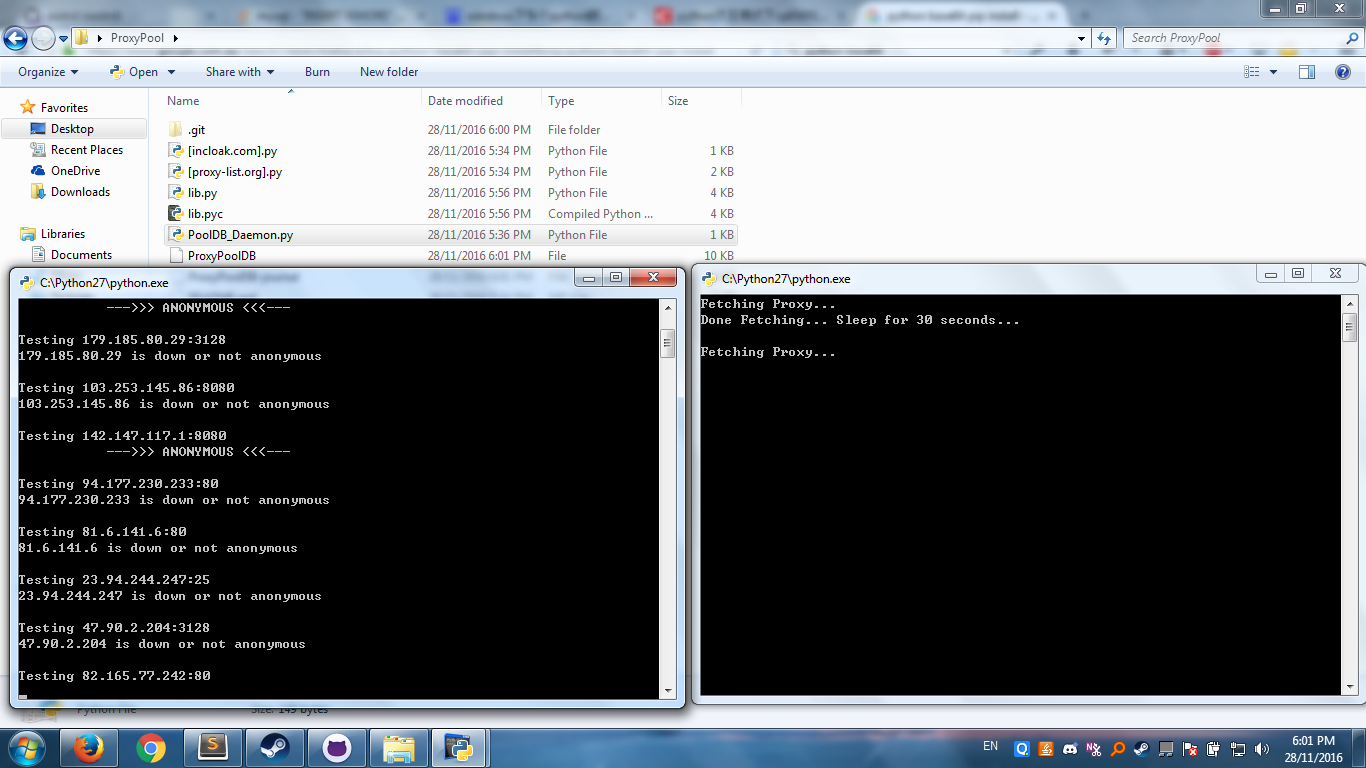 ProxyPool
Search ProxyPool
Organize
Open
Share with
Burn
New folder
Favorites
Desktop
Recent Places
OneDrive
Downloads
Libraries
Documents
Name Date modified Type Size
.git 28/11/2016 6:00 PM File folder
[incloak.com].py 28/11/2016 5:34 PM Python File 1 KB
[proxy-list.org].py 28/11/2016 5:34 PM Python File 2 KB
lib.py 28/11/2016 5:56 PM Python File 4 KB
lib.pyc 28/11/2016 5:56 PM Compiled Python ... 4 KB
PoolDB_Daemon.py 28/11/2016 5:36 PM Python File 1 KB
ProxyPoolDB 28/11/2016 6:01 PM File 10 KB
C:\Python27\python.exe
--->>> ANONYMOUS <<<---
Testing 179.185.80.29:3128
179.185.80.29 is down or not anonymous
Testing 103.253.145.86:8080
103.253.145.86 is down or not anonymous
Testing 142.147.117.1:8080
--->>> ANONYMOUS <<<---
Testing 94.177.230.233:80
94.177.230.233 is down or not anonymous
Testing 81.6.141.6:80
81.6.141.6 is down or not anonymous
Testing 23.94.244.247:25
23.94.244.247 is down or not anonymous
Testing 47.90.2.204:3128
47.90.2.204 is down or not anonymous
Testing 82.165.77.242:80
C:\Python27\python.exe
Fetching Proxy...
Done Fetching... Sleep for 30 seconds...
Fetching Proxy...
Python File Size: 149 bytes
EN
6:01 PM
28/11/2016